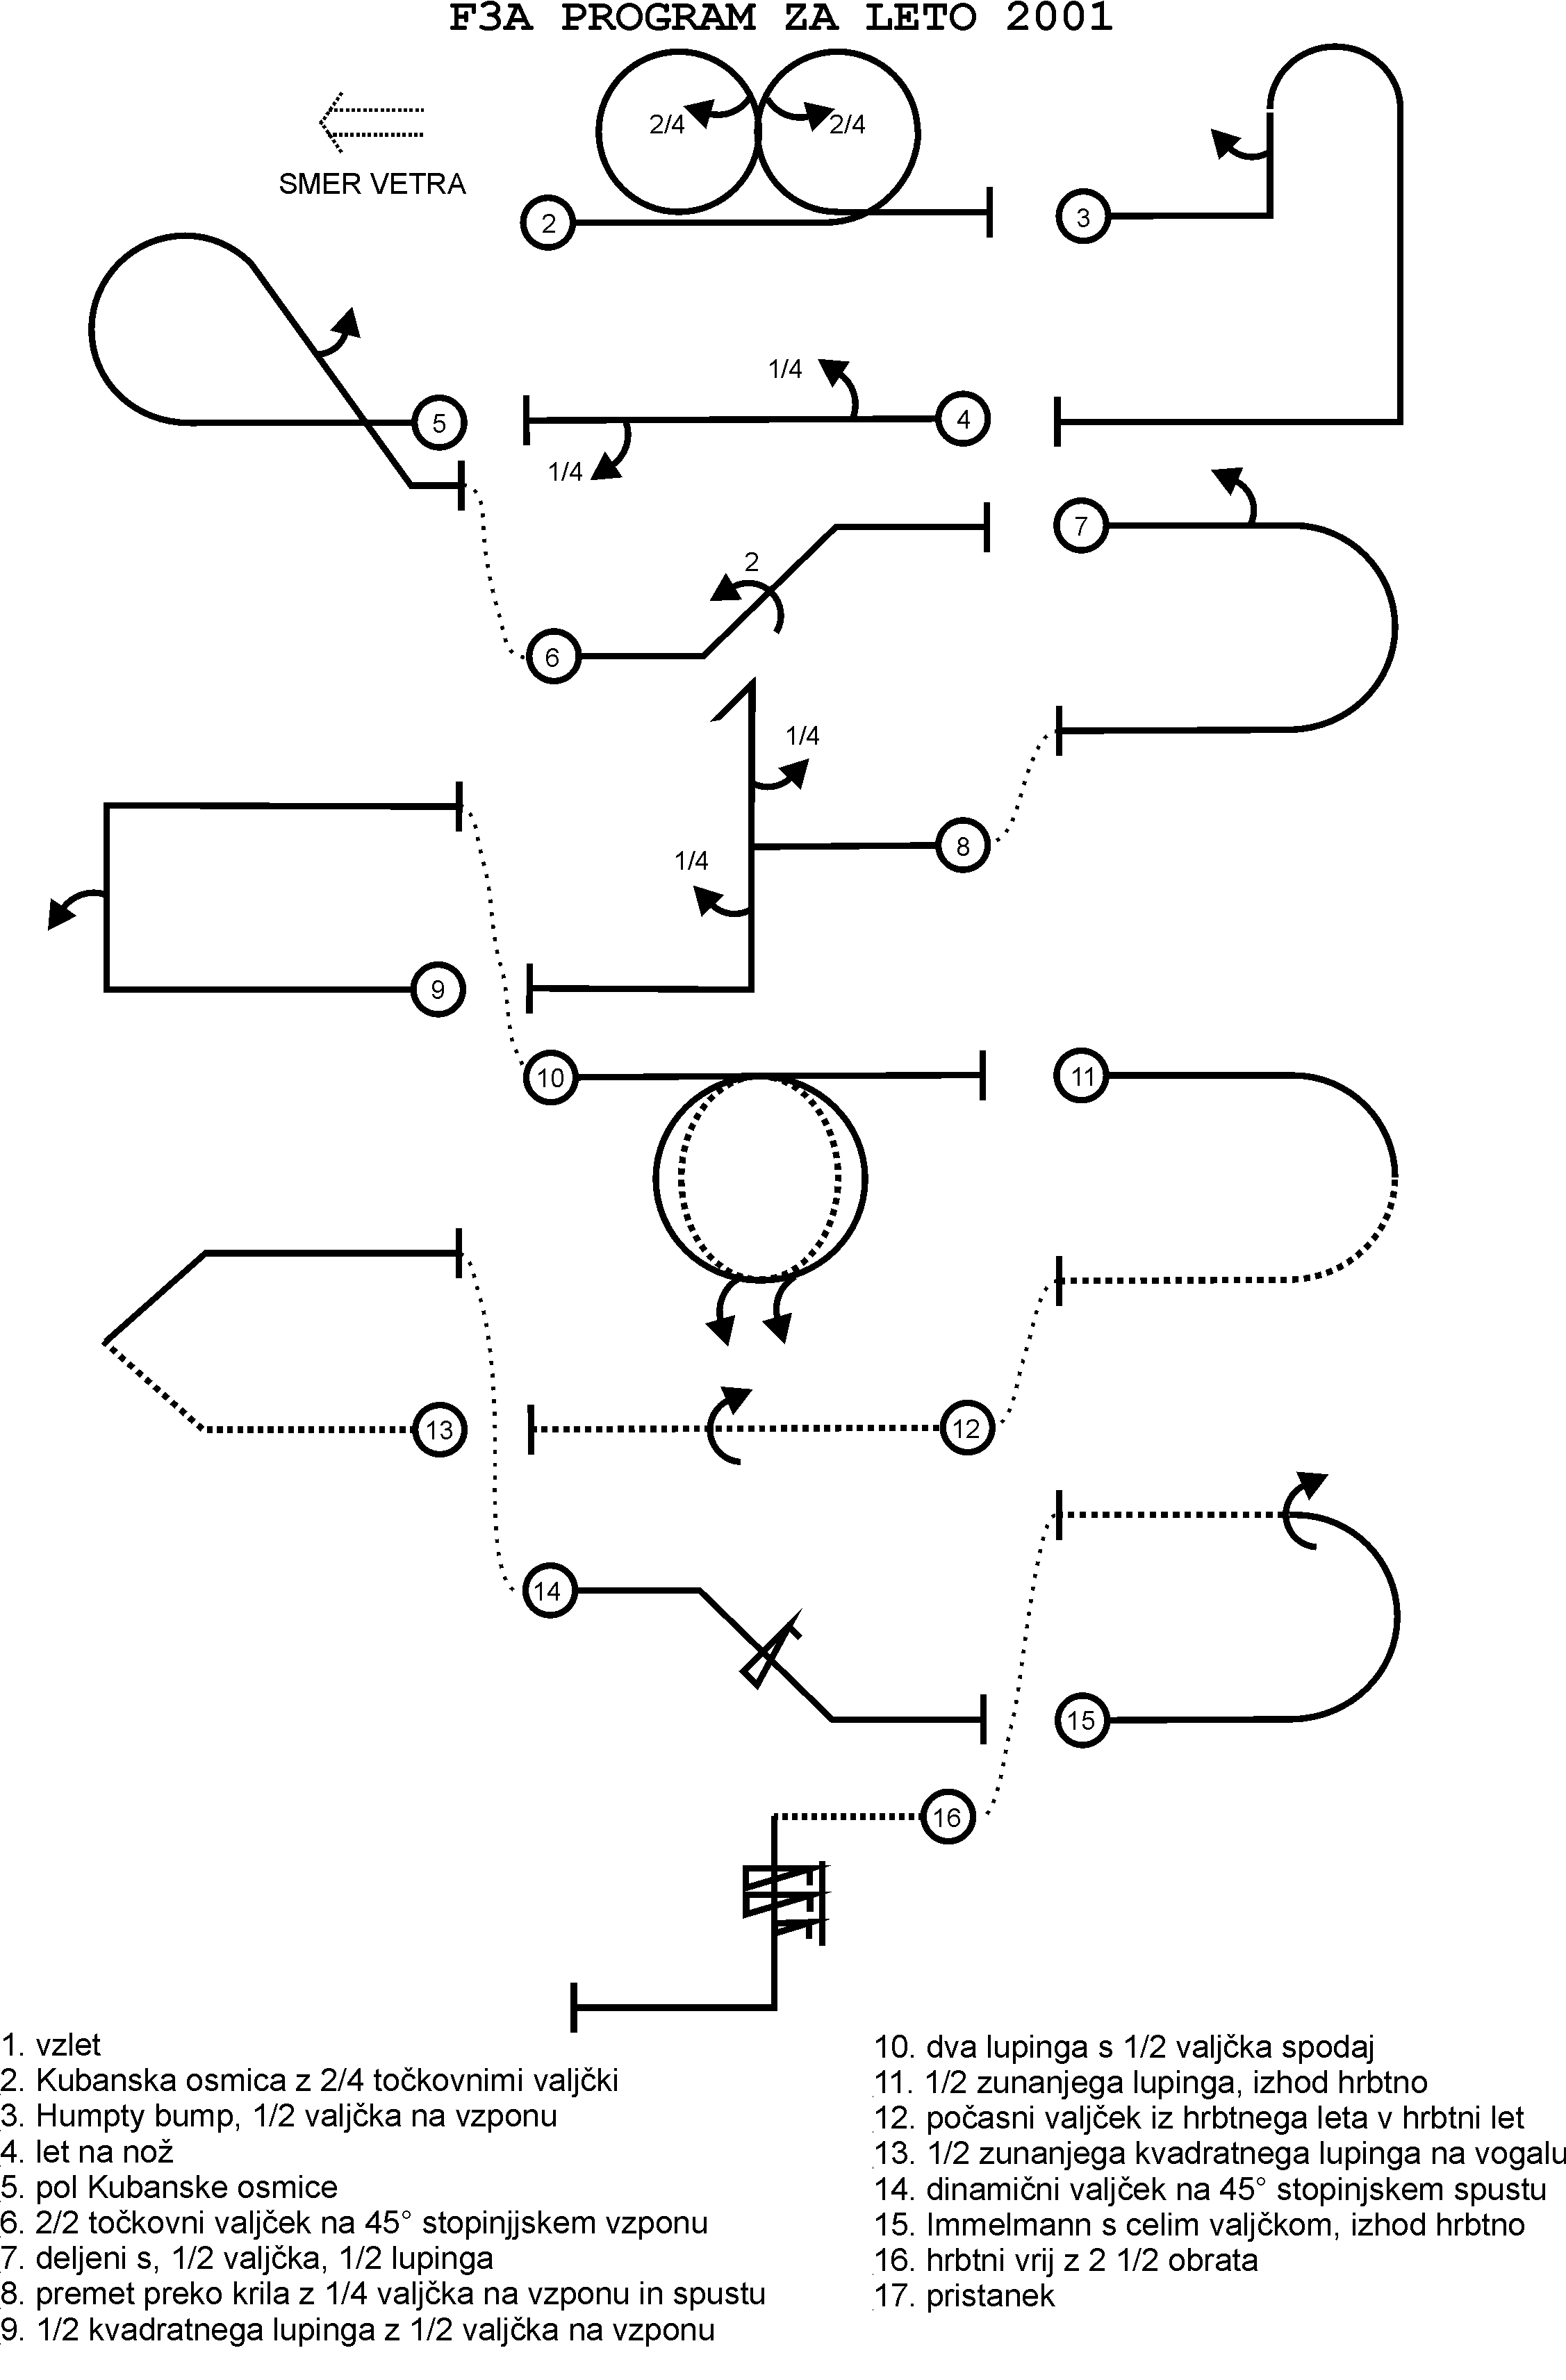 F3A PROGRAM ZA LETO 2001
SMER VETRA
2/4
2/4
2
3
1/4
1/4
5
4
7
2
6
1/4
1/4
8
9
10
11
13
12
14
15
16
1. vzlet
2. Kubanska osmica z 2/4 točkovnimi valjčki
3. Humpty bump, 1/2 valjčka na vzponu
4. let na nož
5. pol Kubanske osmice
6. 2/2 točkovni valjček na 45° stopinjjskem vzponu
7. deljeni s, 1/2 valjčka, 1/2 lupinga
8. premet preko krila z 1/4 valjčka na vzponu in spustu
9. 1/2 kvadratnega lupinga z 1/2 valjčka na vzponu
10. dva lupinga s 1/2 valjčka spodaj
11. 1/2 zunanjega lupinga, izhod hrbtno
12. počasni valjček iz hrbtnega leta v hrbtni let
13. 1/2 zunanjega kvadratnega lupinga na vogalu
14. dinamični valjček na 45° stopinjskem spustu
15. Immelmann s celim valjčkom, izhod hrbtno
16. hrbtni vrij z 2 1/2 obrata
17. pristanek